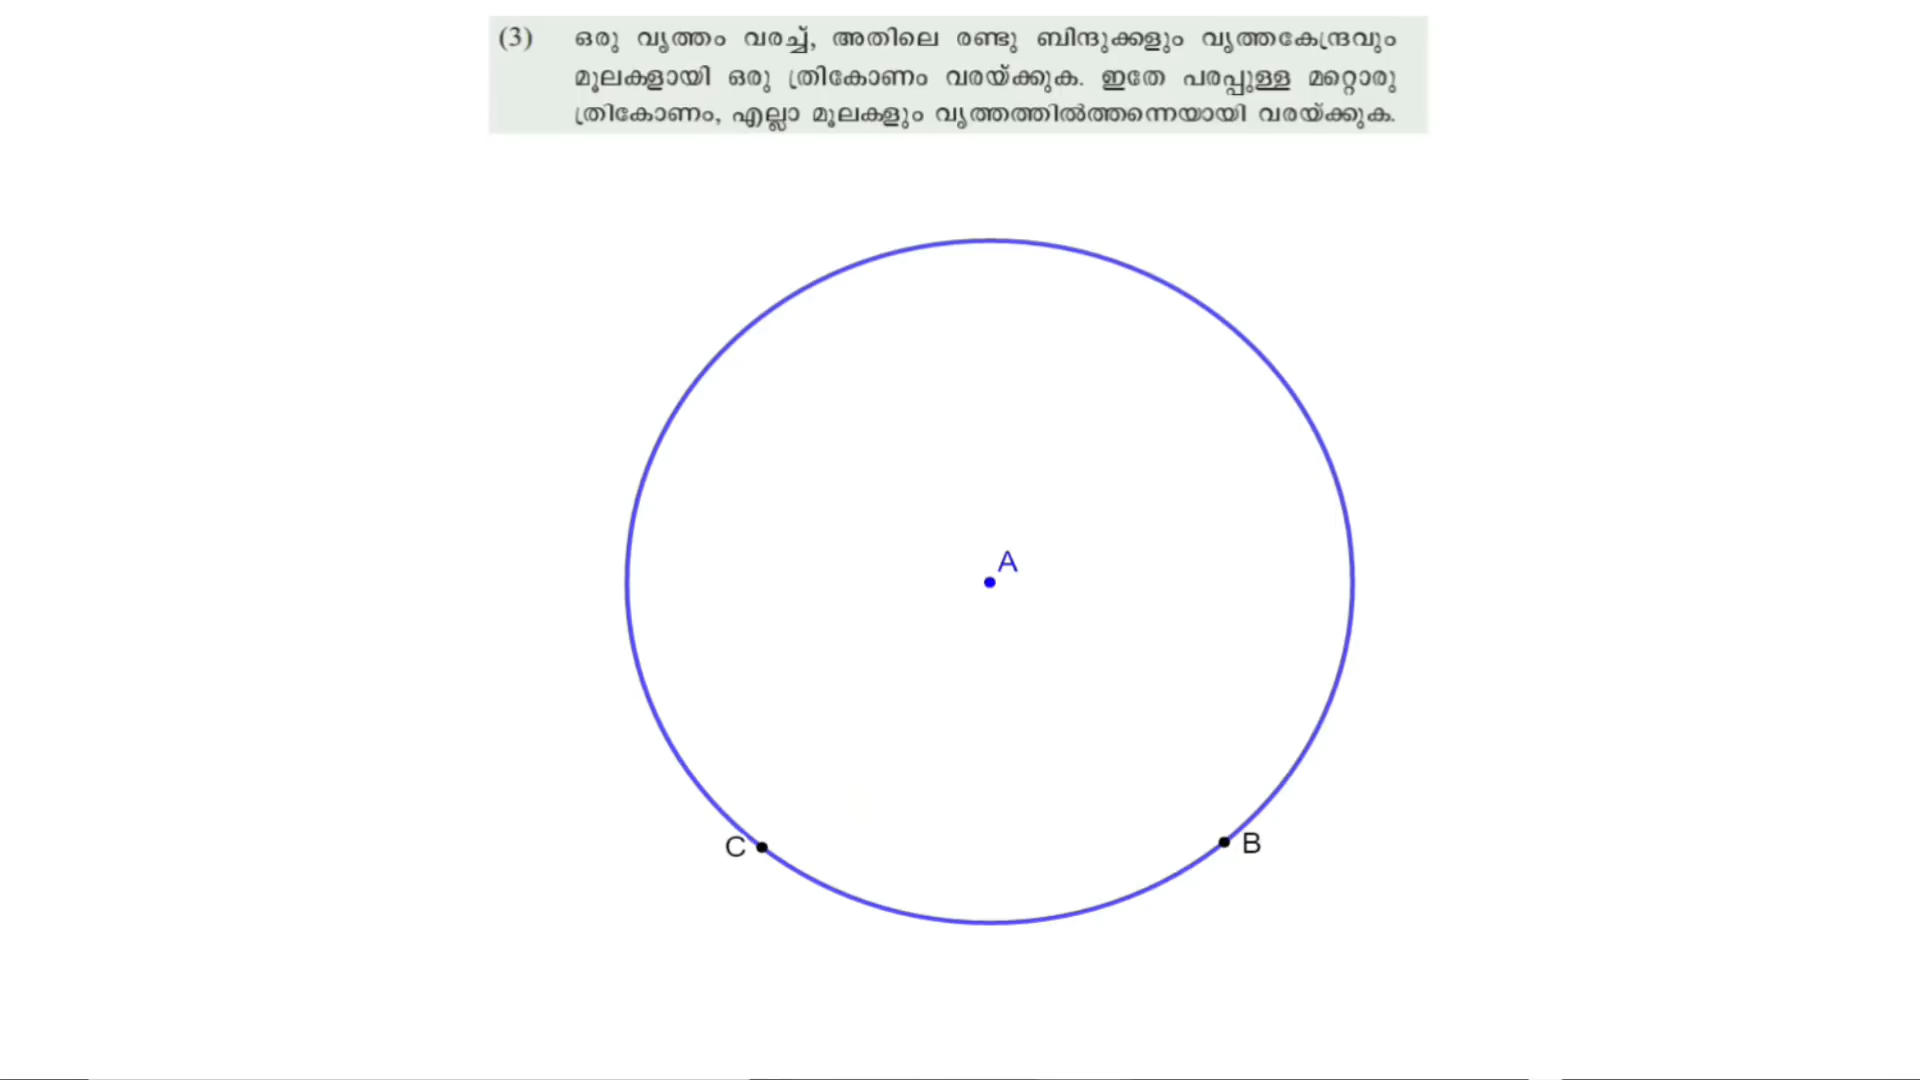 (3) ഒരു വൃത്തം വരച്ച്, അതിലെ രണ്ടു ബിന്ദുക്കളും വൃത്തകേന്ദ്രവും
മൂലകളായി ഒരു ത്രികോണം വരയ്ക്കുക. ഇതേ പരപ്പുള്ള മറ്റൊരു
ത്രികോണം, എല്ലാ മൂലകളും വൃത്തത്തിൽത്തന്നെയായി വരയ്ക്കുക.
A
C
B